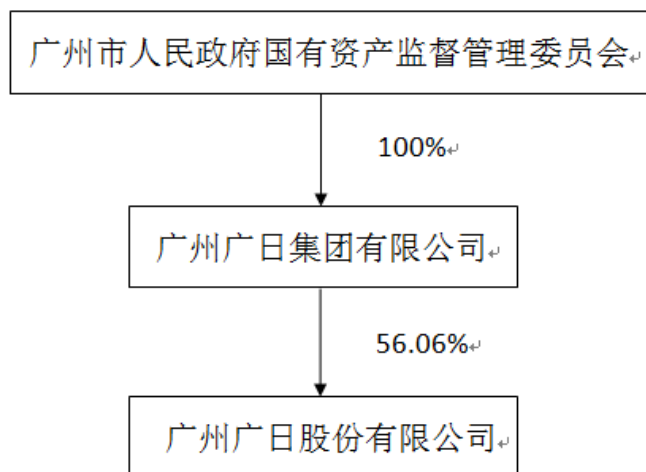 广州市人民政府国有资产监督管理委员会
100%
广州广日集团有限公司
56.06%
广州广日股份有限公司